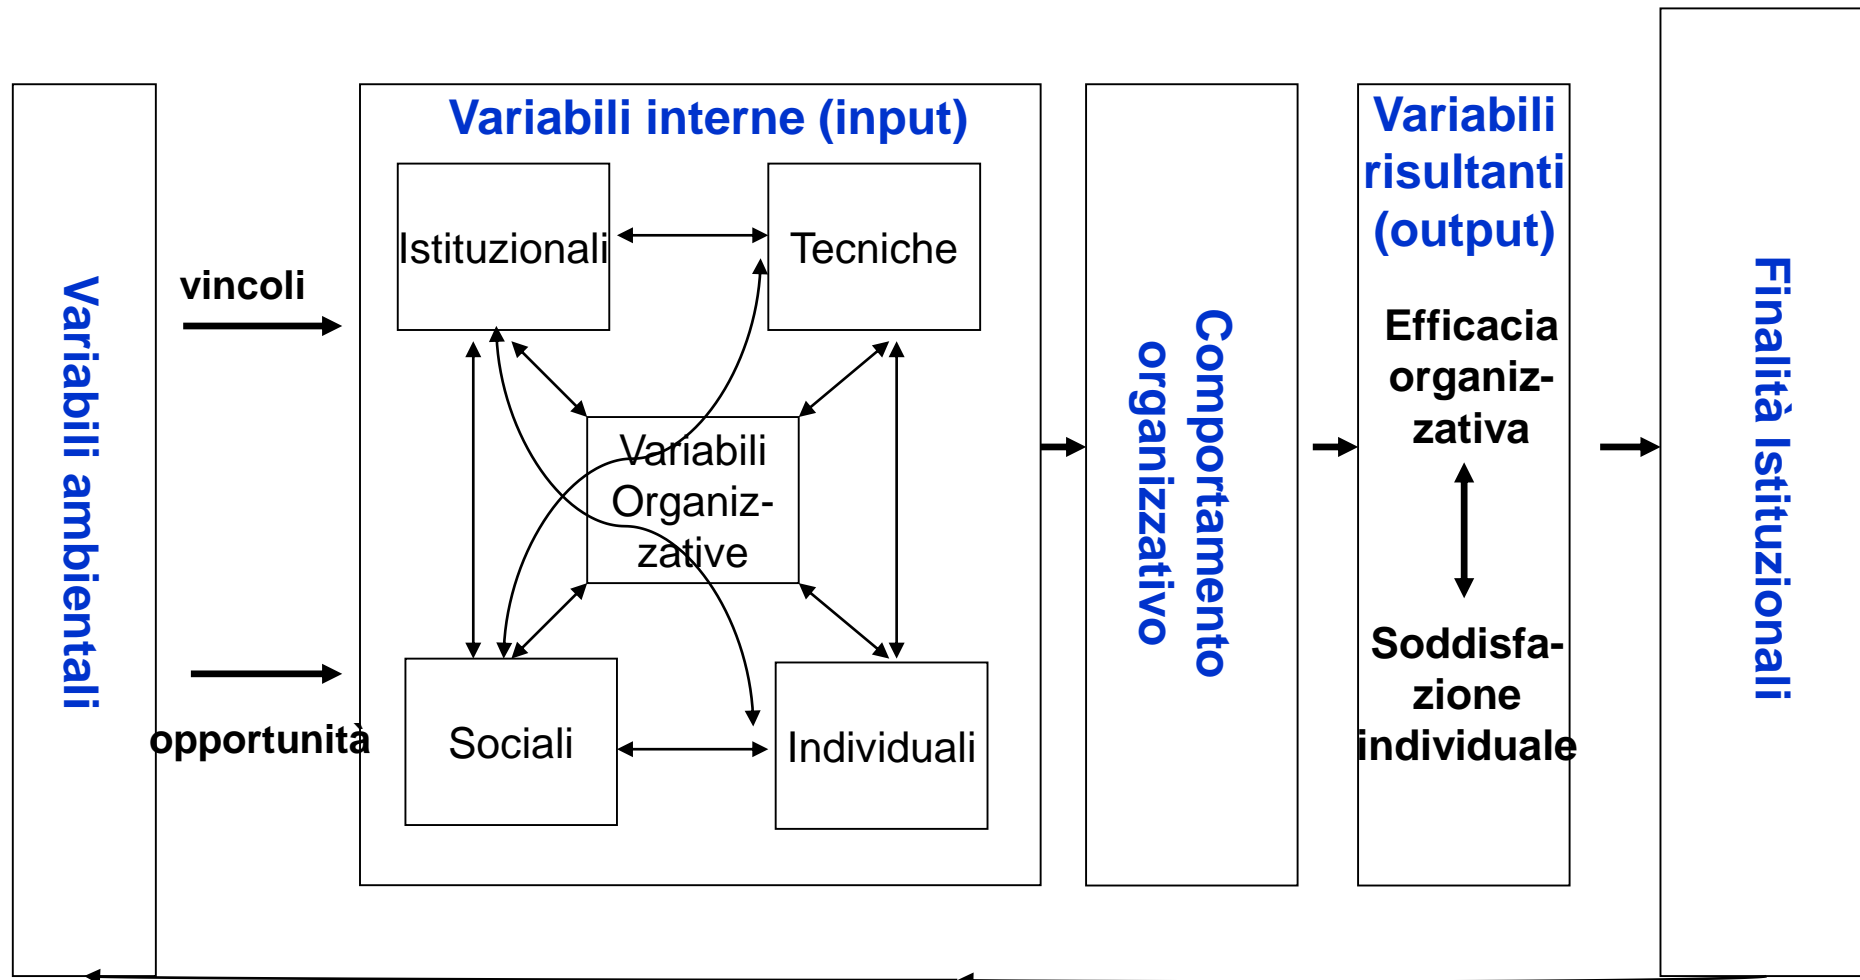 Variabili ambientali
vincoli
opportunità
Variabili interne (input)
Istituzionali
Tecniche
Variabili
Organiz-
zative
Sociali
Individuali
Comportamento
organizzativo
Variabili
risultanti
(output)
Efficacia
organiz-
zativa
Soddisfa-
zione
individuale
Finalità Istituzionali